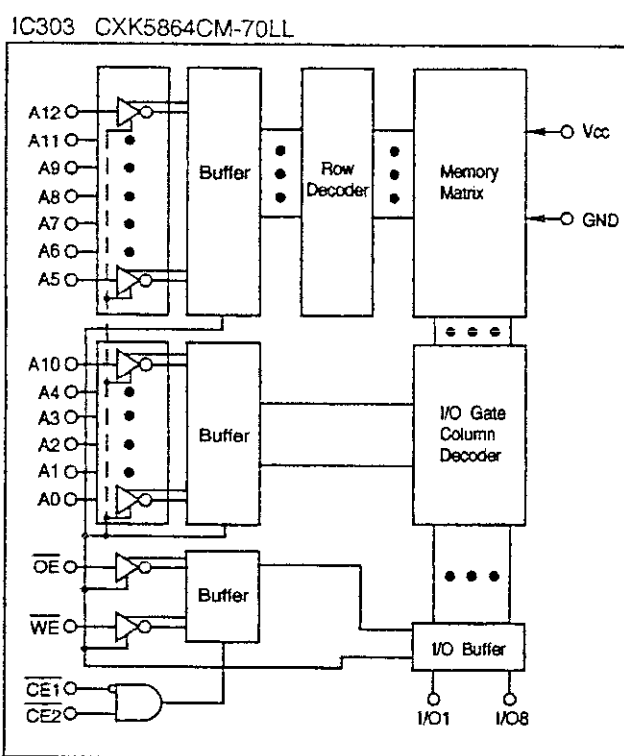 IC303 CXK5864CM-70LL
A12
A11
A9
A8
A7
A6
A5
Buffer
Row
Decoder
Memory
Matrix
Vcc
GND
A10
A4
A3
A2
A1
A0
Buffer
I/O Gate
Column
Decoder
OE
WE
Buffer
I/O Buffer
CE1
CE2
I/O1
I/O8